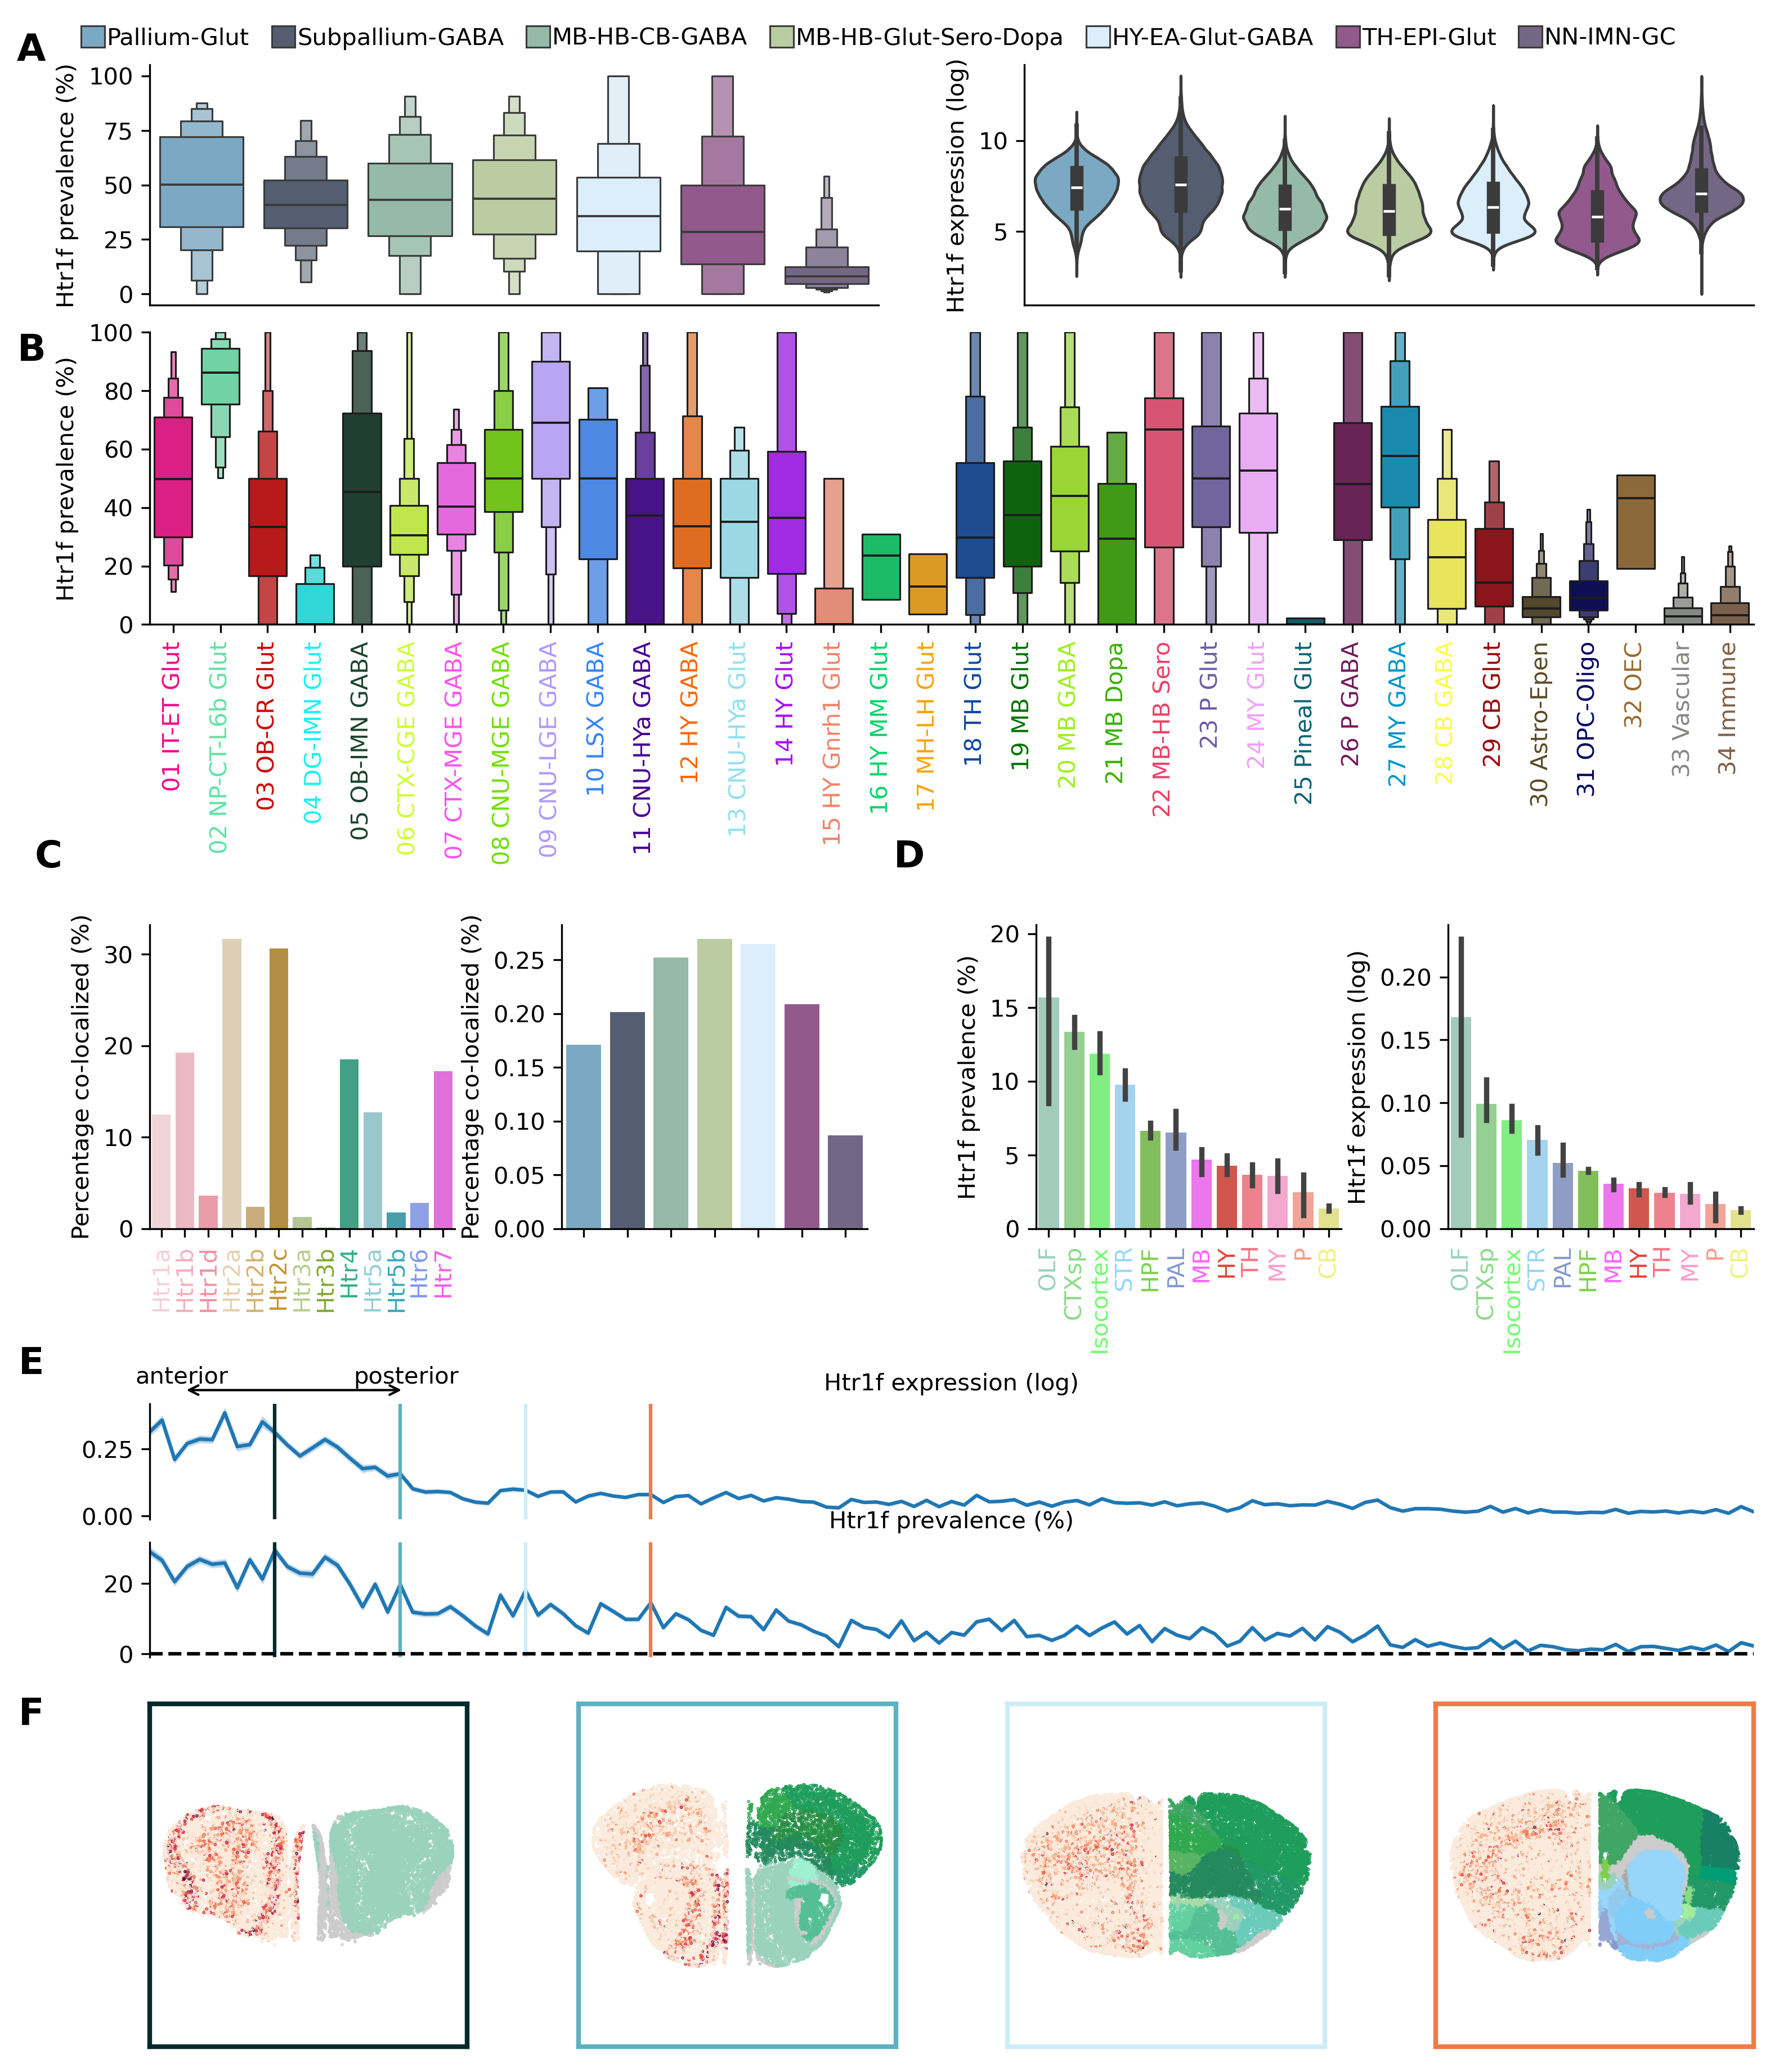 A
Pallium-Glut Subpallium-GABA MB-HB-CB-GABA MB-HB-Glut-Sero-Dopa HY-EA-Glut-GABA TH-EPI-Glut NN-IMN-GC
Htr1f prevalence (%)
100
75
50
25
0
Htr1f expression (log)
10
5
B
Htr1f prevalence (%)
100
80
60
40
20
0
01 IT-ET Glut
02 NP-CT-L6b Glut
03 OB-CR Glut
04 DG-IMN Glut
05 OB-IMN GABA
06 CTX-CGE GABA
07 CTX-MGE GABA
08 CNU-MGE GABA
09 CNU-LGE GABA
10 LSX GABA
11 CNU-HYa GABA
12 HY GABA
13 CNU-HYa Glut
14 HY Glut
15 HY Gnrh1 Glut
16 HY MM Glut
17 MH-LH Glut
18 TH Glut
19 MB Glut
20 MB GABA
21 MB Dopa
22 MB-HB Sero
23 P Glut
24 MY Glut
25 Pineal Glut
26 P GABA
27 MY GABA
28 CB GABA
29 CB Glut
30 Astro-Epen
31 OPC-Oligo
32 OEC
33 Vascular
34 Immune
C
Percentage co-localized (%)
30
20
10
0
Htr1a
Htr1b
Htr1d
Htr2a
Htr2b
Htr2c
Htr3a
Htr3b
Htr4
Htr5a
Htr5b
Htr6
Htr7
Percentage co-localized (%)
0.25
0.20
0.15
0.10
0.05
0.00
D
Htr1f prevalence (%)
20
15
10
5
0
OLF
CTXsp
Isocortex
STR
HPF
PAL
MB
HY
TH
MY
P
CB
Htr1f expression (log)
0.20
0.15
0.10
0.05
0.00
OLF
CTXsp
Isocortex
STR
PAL
HPF
MB
HY
TH
MY
P
CB
E
anterior posterior
Htr1f expression (log)
0.25
0.00
Htr1f prevalence (%)
20
0
F